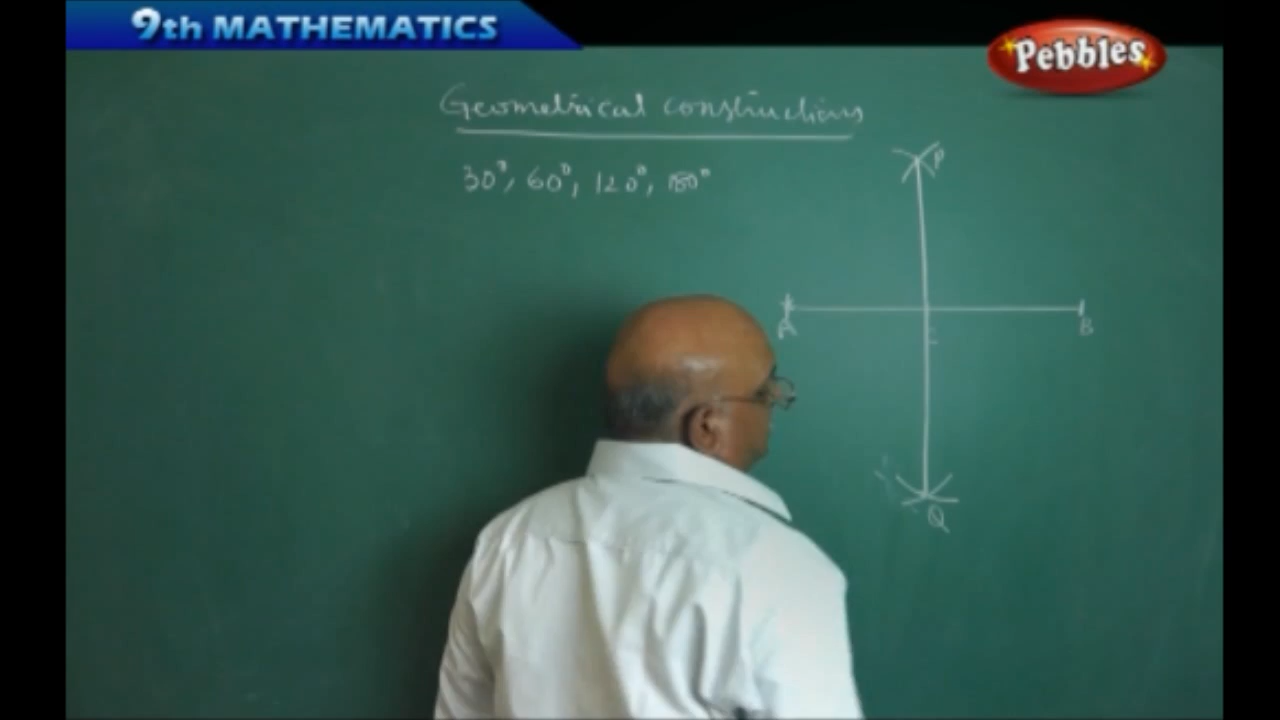 9th MATHEMATICS
Pebbles
Geometrical constructions
30°, 60°, 120°, 180°
P
A
B
Q